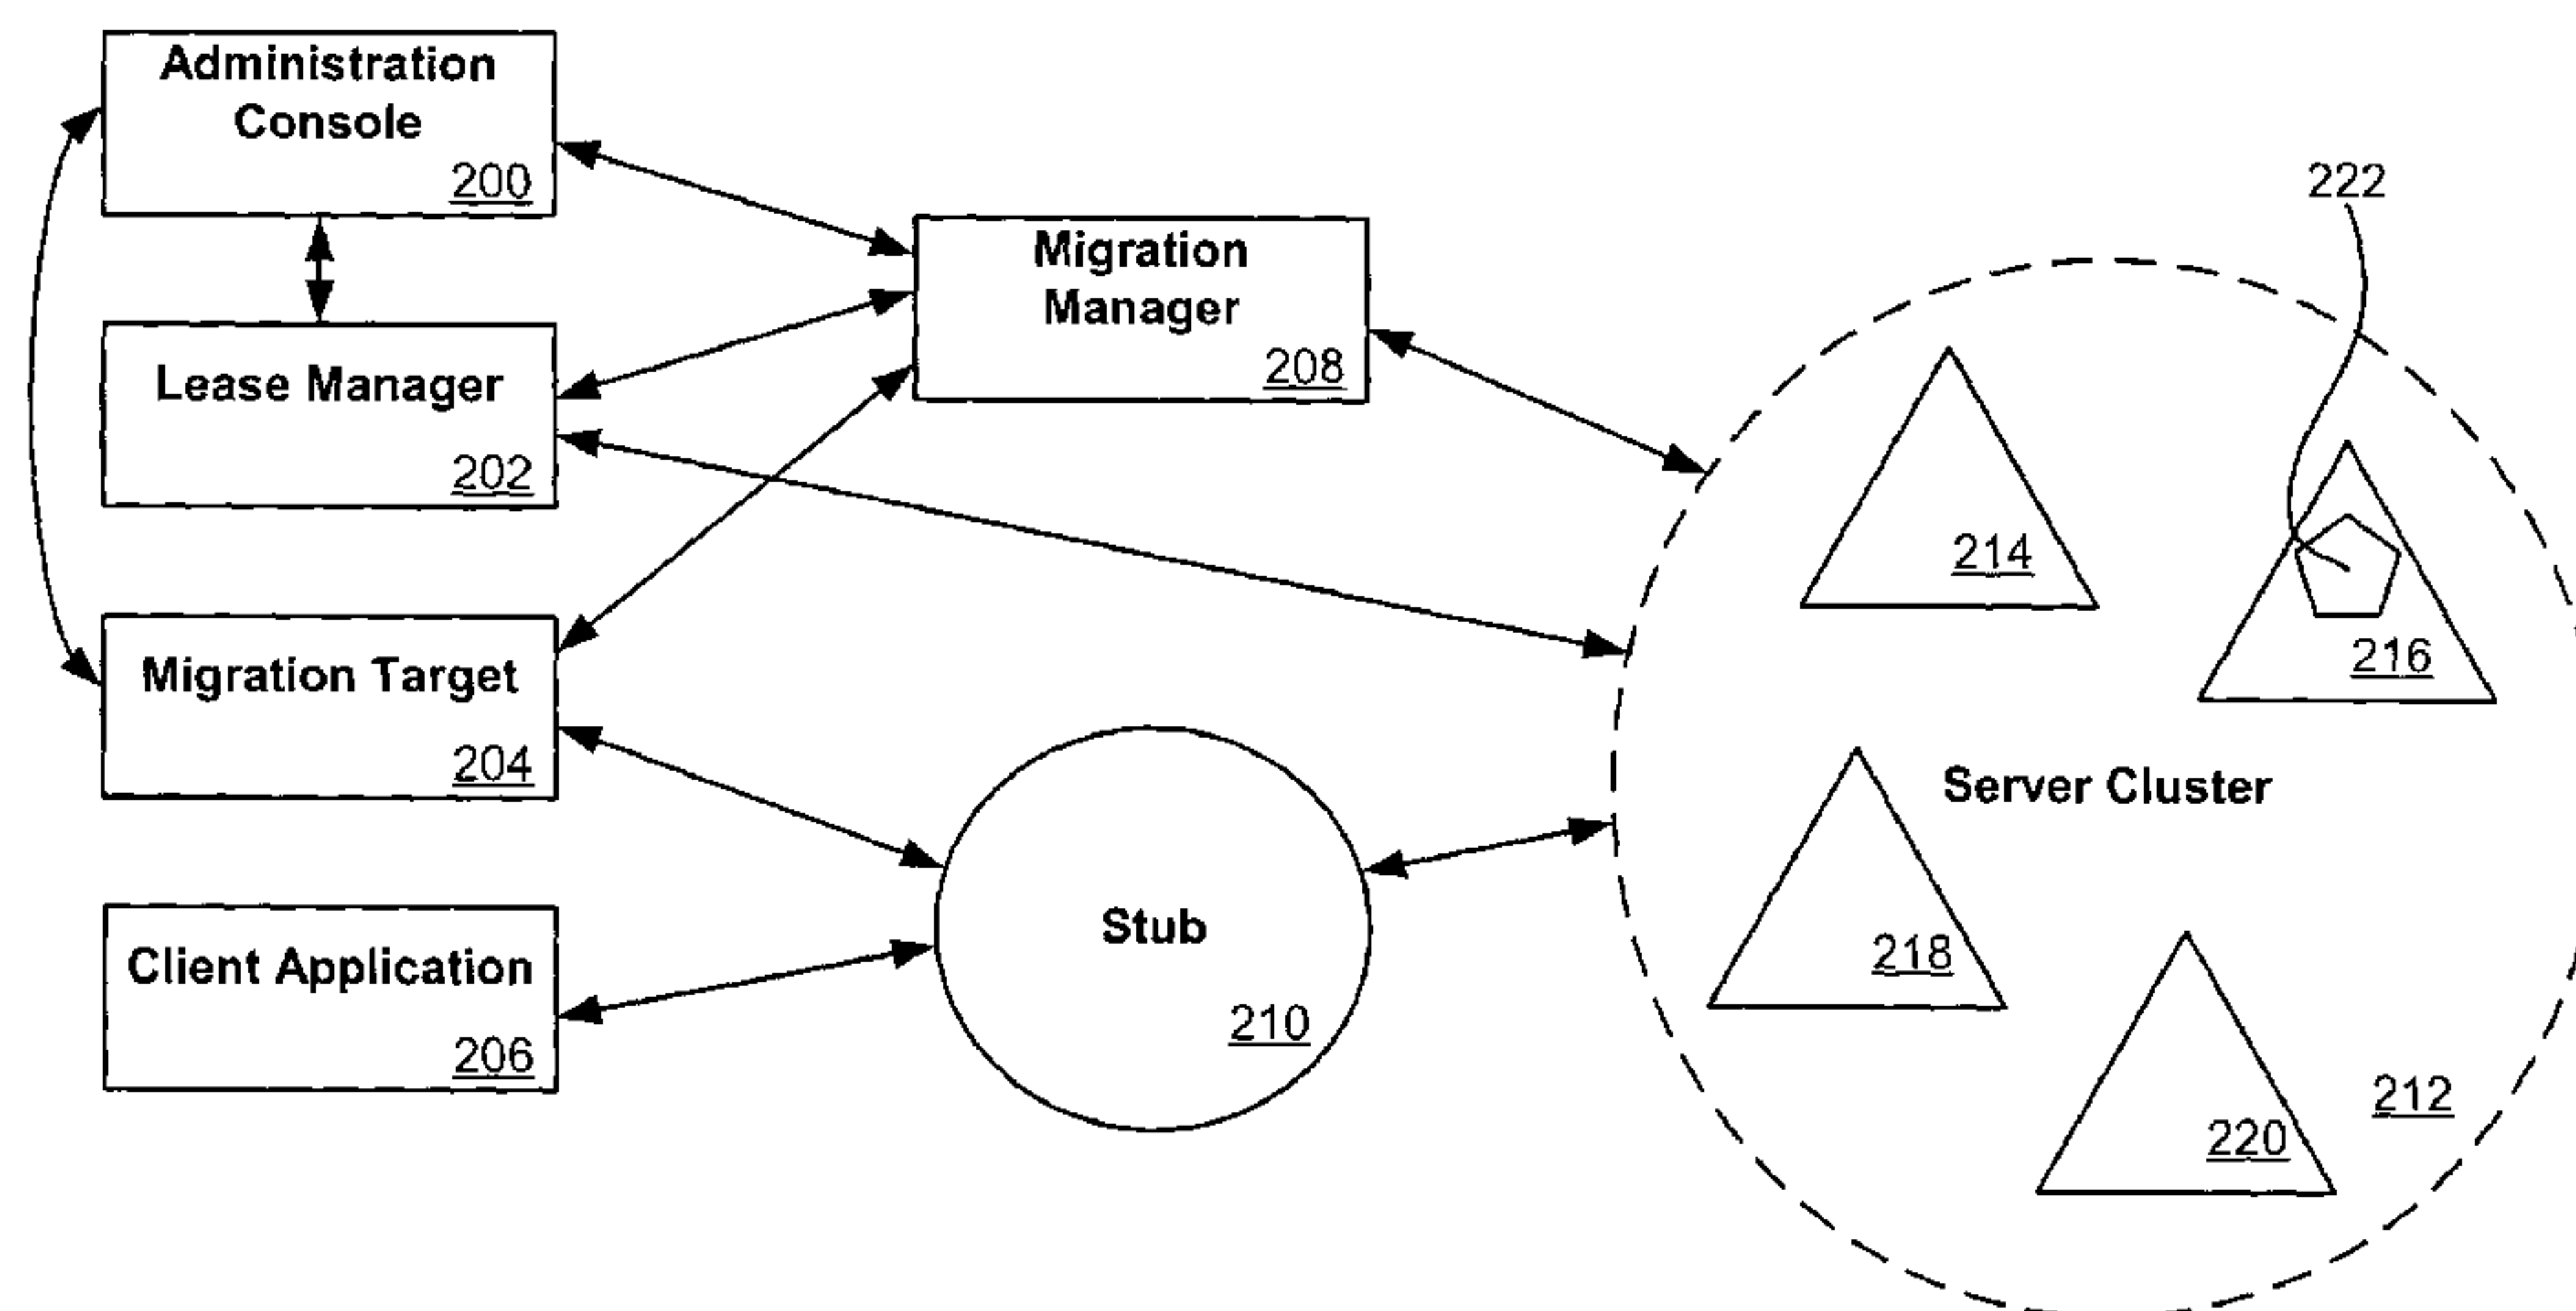 Administration
Console
200
Lease Manager
202
Migration Target
204
Client Application
206
Migration
Manager
208
Stub
210
222
214
216
Server Cluster
218
220
212